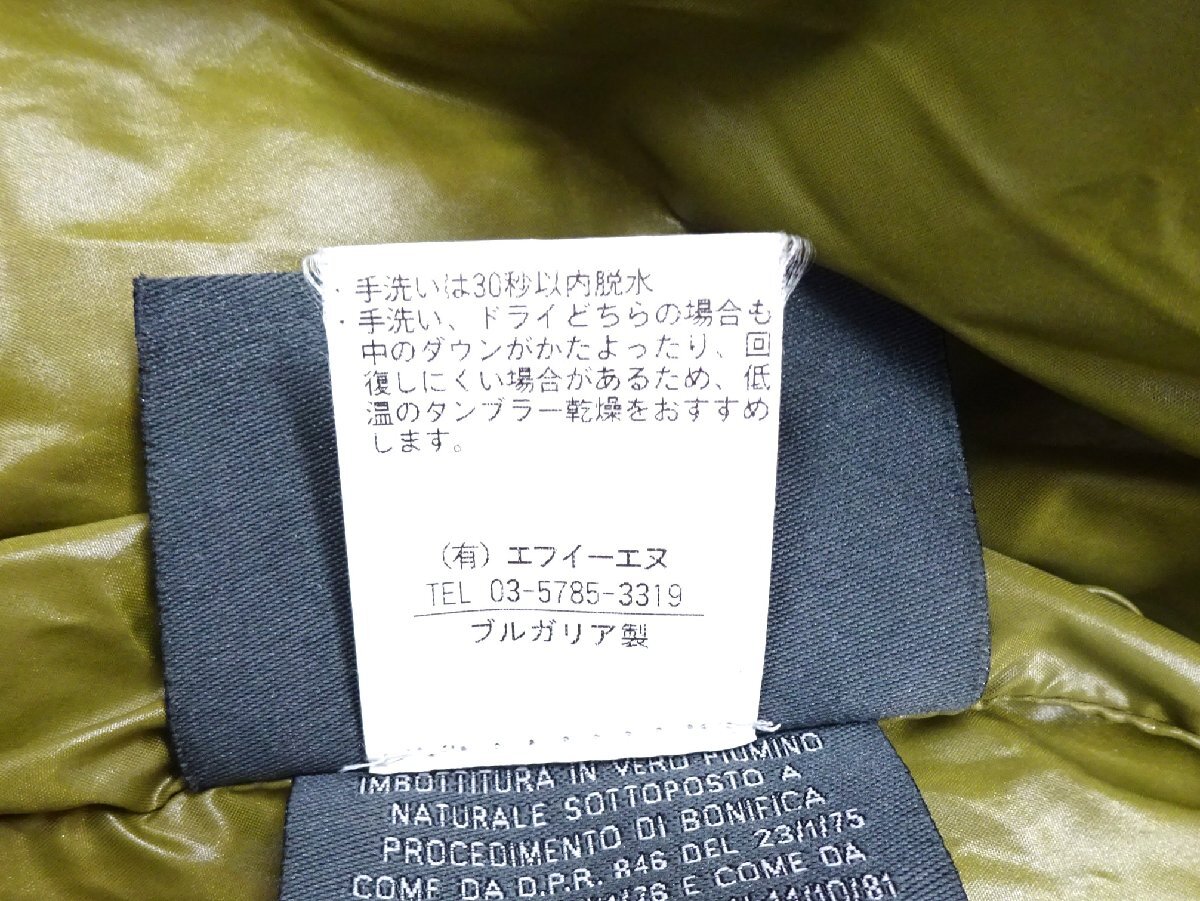 ・手洗いは30秒以内脱水
・手洗い、ドライどちらの場合も
中のダウンがかたよったり、回
復しにくい場合があるため、低
温のタンブラー乾燥をおすすめ
します。
(有) エフイーエヌ
TEL 03-5785-3319
ブルガリア製
IMBOTTITURA IN VERO PIUMINO
NATURALE SOTTOPOSTO A
PROCEDIMENTO DI BONIFICA
COME DA D.P.R. 846 DEL 23/1/75
1/76 E COME DA
14/10/81